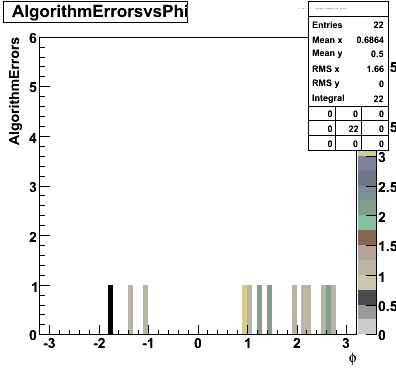 AlgorithmErrorsvsPhi
Entries 22
Mean x 0.6864
Mean y 0.5
RMS x 1.66
RMS y 0
Integral 22
0 0 0
0 22 0
0 0 0
AlgorithmErrors
6
5
4
3
2
1
0
5
5
3
2.5
2
1.5
1
0.5
0
-3 -2 -1 0 1 2 3
ϕ